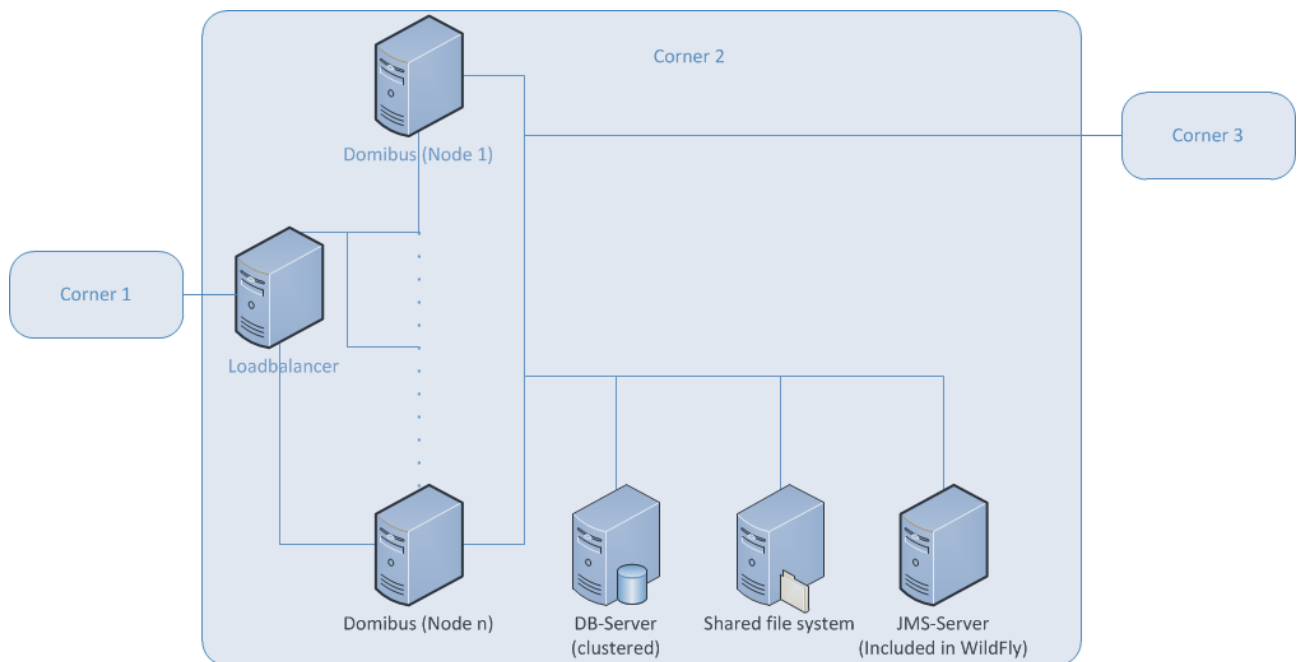 Corner 2
Domibus (Node 1)
Corner 3
Corner 1
Loadbalancer
Domibus (Node n)
DB-Server
(clustered)
Shared file system
JMS-Server
(Included in WildFly)